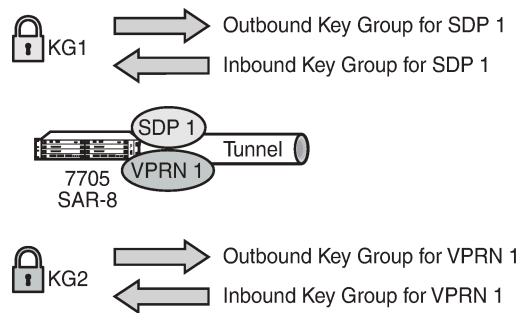 KG1
Outbound Key Group for SDP 1
Inbound Key Group for SDP 1
SDP 1
Tunnel
VPRN 1
7705
SAR-8
KG2
Outbound Key Group for VPRN 1
Inbound Key Group for VPRN 1